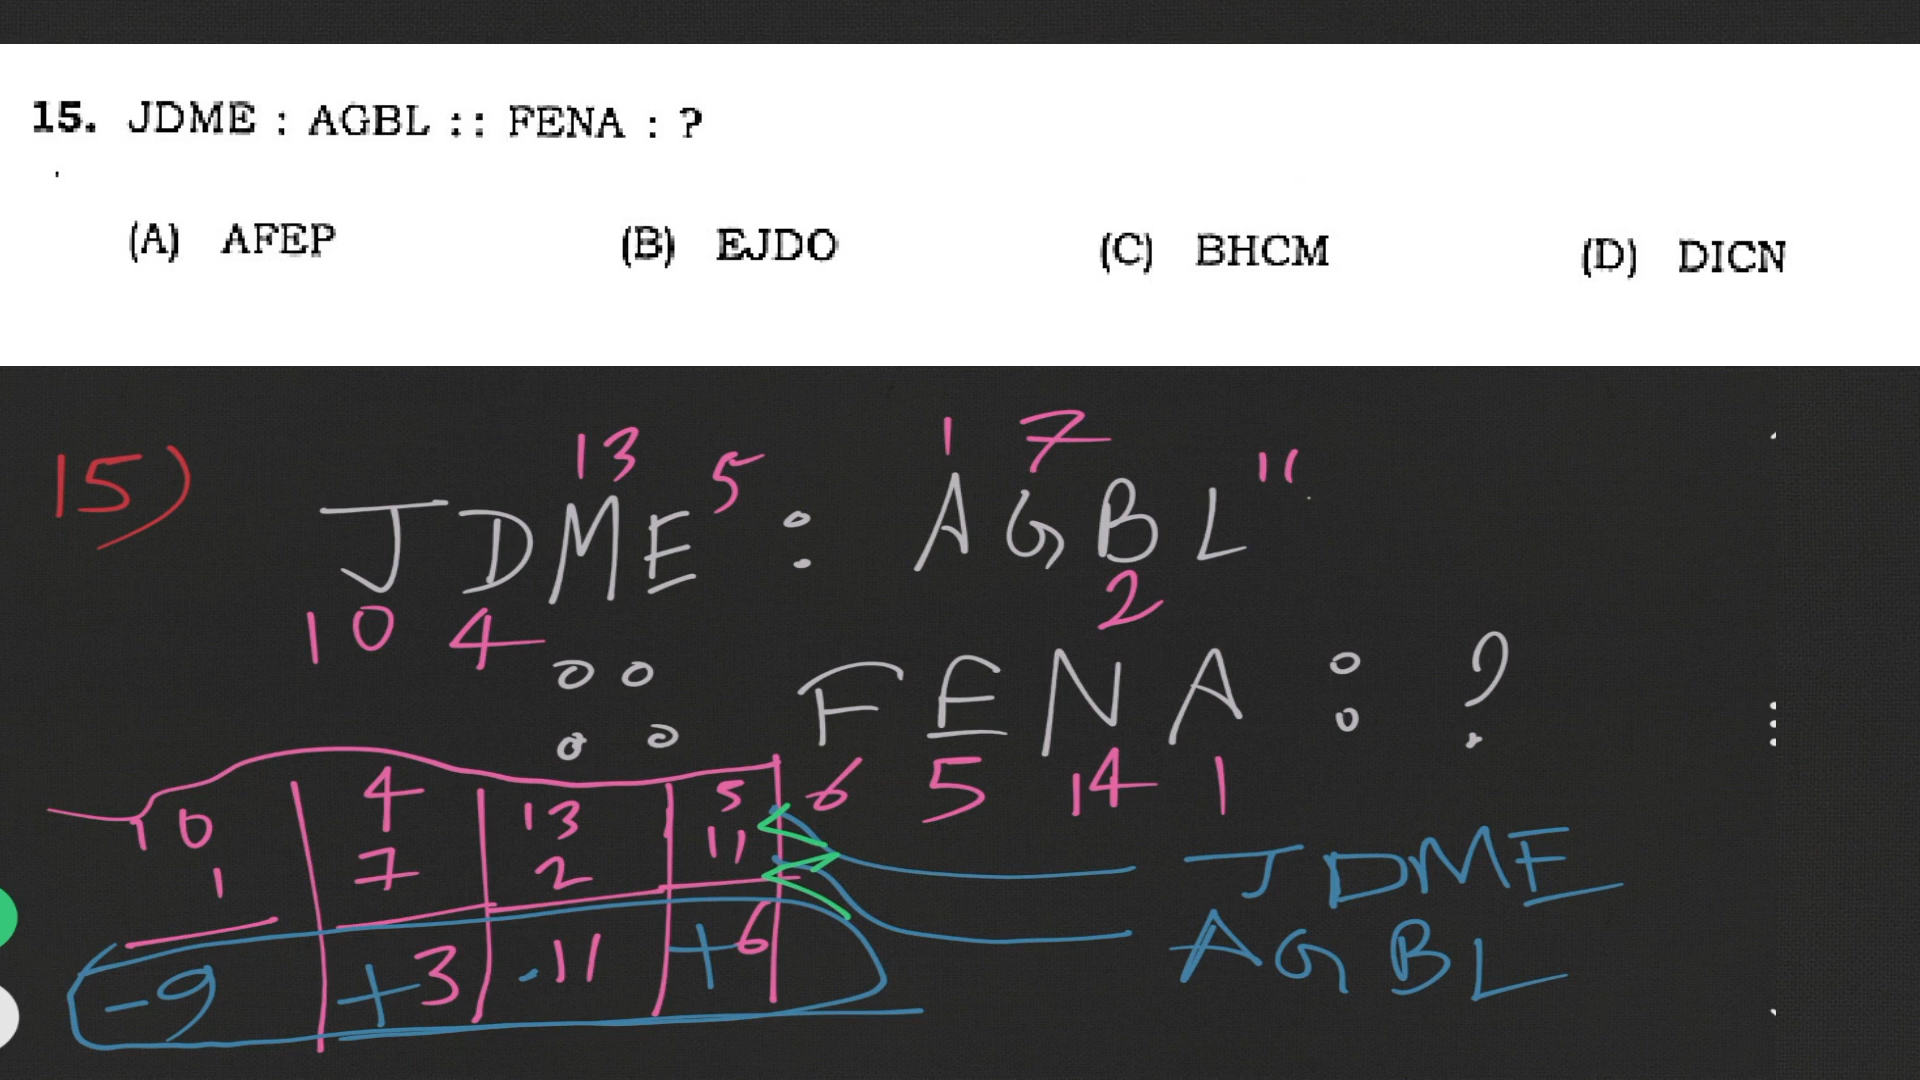 15. JDME : AGBL :: FENA : ?
(A) AFEP (B) EJDO (C) BHCM (D) DICN
15)
13 5 1 7 11
JDME : AGBL
10 4 2
:: FENA : ?
6 5 14 1
10 4 13 5
1 7 2 11
-9 +3 -11 +6
JDME
AGBL